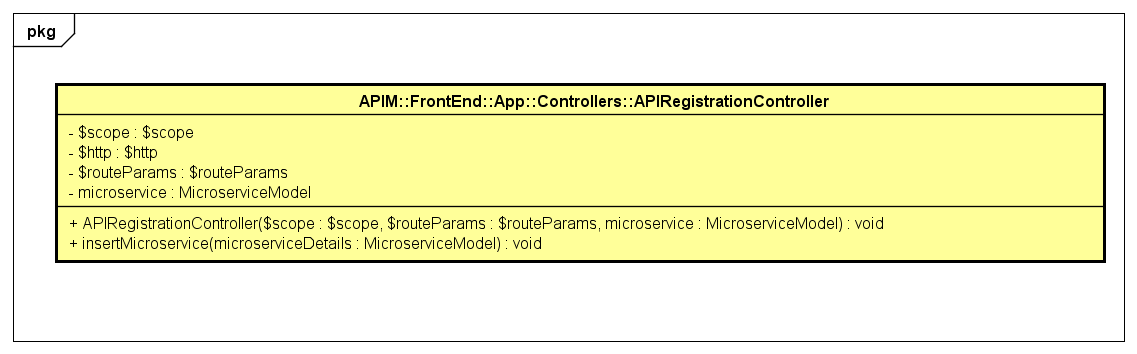 pkg
APIM::FrontEnd::App::Controllers::APIRegistrationController
- $scope : $scope
- $http : $http
- $routeParams : $routeParams
- microservice : MicroserviceModel
+ APIRegistrationController($scope : $scope, $routeParams : $routeParams, microservice : MicroserviceModel) : void
+ insertMicroservice(microserviceDetails : MicroserviceModel) : void